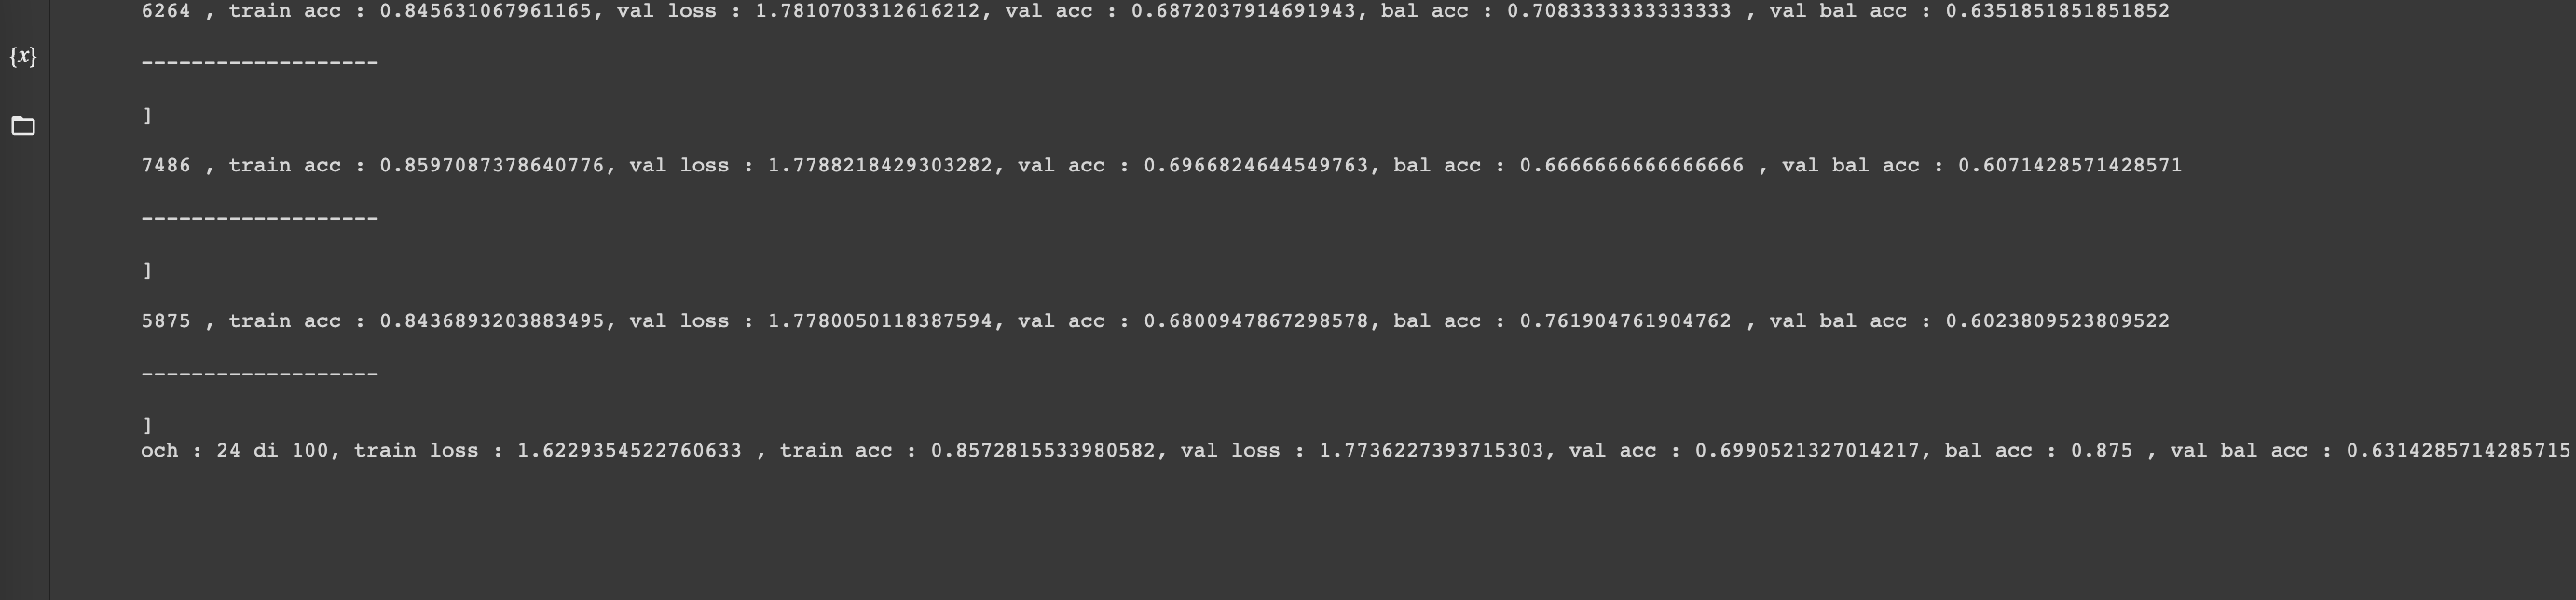 6264 , train acc : 0.845631067961165, val loss : 1.7810703312616212, val acc : 0.6872037914691943, bal acc : 0.7083333333333333 , val bal acc : 0.6351851851851852
{x}
-------------------
]
7486 , train acc : 0.8597087378640776, val loss : 1.7788218429303282, val acc : 0.6966824644549763, bal acc : 0.6666666666666666 , val bal acc : 0.6071428571428571
-------------------
]
5875 , train acc : 0.8436893203883495, val loss : 1.7780050118387594, val acc : 0.6800947867298578, bal acc : 0.761904761904762 , val bal acc : 0.6023809523809522
-------------------
]
och : 24 di 100, train loss : 1.6229354522760633 , train acc : 0.8572815533980582, val loss : 1.7736227393715303, val acc : 0.6990521327014217, bal acc : 0.875 , val bal acc : 0.6314285714285715